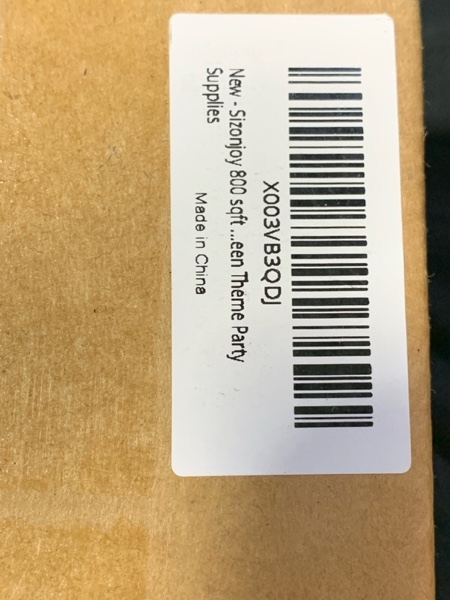 X003VB3QDJ
New - Sizonjoy 800 sqft ...een Theme Party
Supplies
Made in China